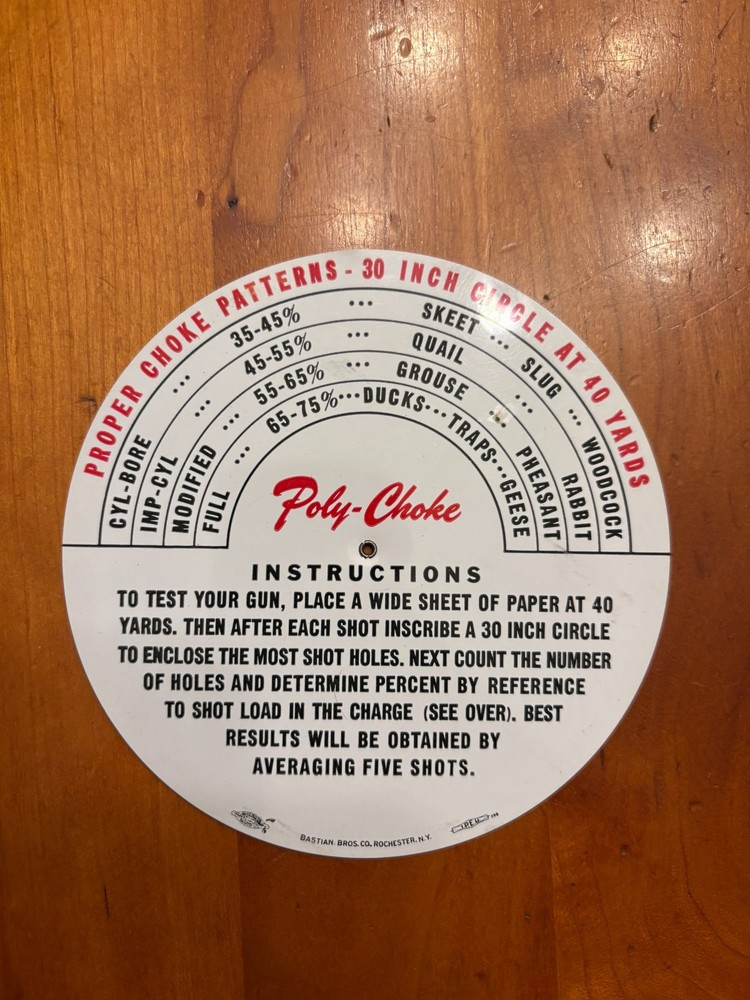 PROPER CHOKE PATTERNS - 30 INCH CIRCLE AT 40 YARDS
CYL-BORE ... 35-45% ... SKEET ... SLUG ... WOODCOCK
IMP-CYL ... 45-55% ... QUAIL ... RABBIT
MODIFIED ... 55-65% ... GROUSE ... PHEASANT
FULL ... 65-75% ... DUCKS ... TRAPS ... GEESE
Poly-Choke
INSTRUCTIONS
TO TEST YOUR GUN, PLACE A WIDE SHEET OF PAPER AT 40
YARDS. THEN AFTER EACH SHOT INSCRIBE A 30 INCH CIRCLE
TO ENCLOSE THE MOST SHOT HOLES. NEXT COUNT THE NUMBER
OF HOLES AND DETERMINE PERCENT BY REFERENCE
TO SHOT LOAD IN THE CHARGE (SEE OVER). BEST
RESULTS WILL BE OBTAINED BY
AVERAGING FIVE SHOTS.
BASTIAN BROS. CO. ROCHESTER, N.Y.